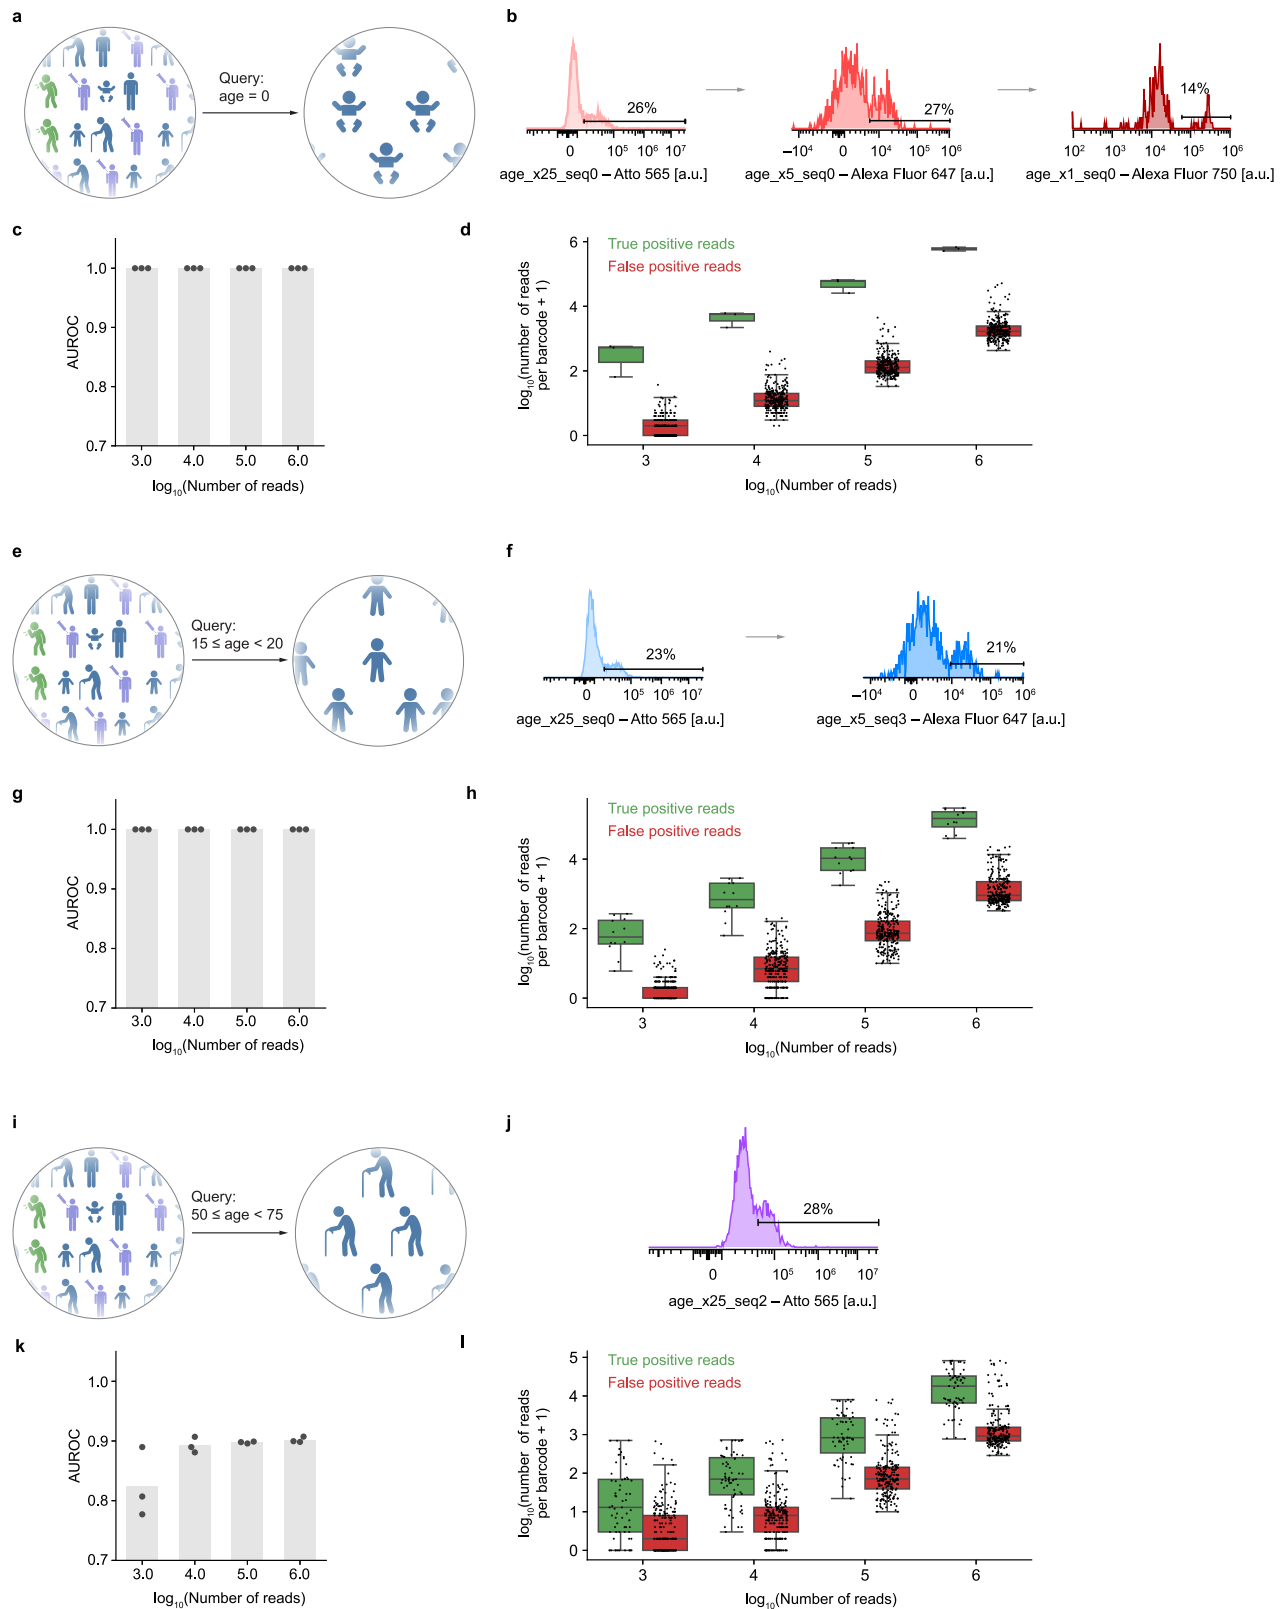 a
Query:
age = 0
b
26%
27%
14%
0 10⁵ 10⁶ 10⁷
−10⁴ 0 10⁴ 10⁵ 10⁶
10² 10³ 10⁴ 10⁵ 10⁶
age_x25_seq0 – Atto 565 [a.u.]
age_x5_seq0 – Alexa Fluor 647 [a.u.]
age_x1_seq0 – Alexa Fluor 750 [a.u.]
c
1.0
0.9
0.8
0.7
AUROC
3.0 4.0 5.0 6.0
log₁₀(Number of reads)
d
True positive reads
False positive reads
6
4
2
0
log₁₀(number of reads
per barcode + 1)
3 4 5 6
log₁₀(Number of reads)
e
Query:
15 ≤ age < 20
f
23%
21%
0 10⁵ 10⁶ 10⁷
−10⁴ 0 10⁴ 10⁵ 10⁶
age_x25_seq0 – Atto 565 [a.u.]
age_x5_seq3 – Alexa Fluor 647 [a.u.]
g
1.0
0.9
0.8
0.7
AUROC
3.0 4.0 5.0 6.0
log₁₀(Number of reads)
h
True positive reads
False positive reads
4
2
0
log₁₀(number of reads
per barcode + 1)
3 4 5 6
log₁₀(Number of reads)
i
Query:
50 ≤ age < 75
j
28%
0 10⁵ 10⁶ 10⁷
age_x25_seq2 – Atto 565 [a.u.]
k
1.0
0.9
0.8
0.7
AUROC
3.0 4.0 5.0 6.0
log₁₀(Number of reads)
l
True positive reads
False positive reads
5
4
3
2
1
0
log₁₀(number of reads
per barcode + 1)
3 4 5 6
log₁₀(Number of reads)